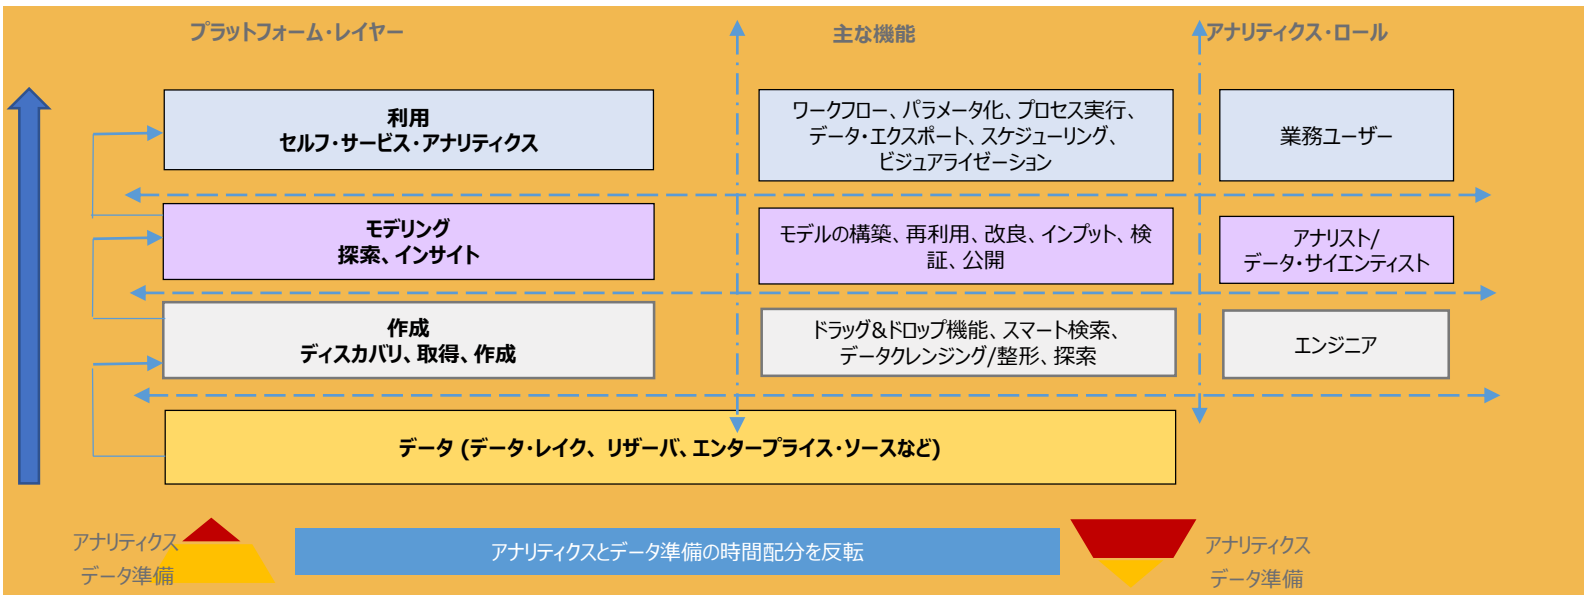 プラットフォーム・レイヤー
主な機能
アナリティクス・ロール
利用
セルフ・サービス・アナリティクス
ワークフロー、パラメータ化、プロセス実行、
データ・エクスポート、スケジューリング、
ビジュアライゼーション
業務ユーザー
モデリング
探索、インサイト
モデルの構築、再利用、改良、インプット、検
証、公開
アナリスト/
データ・サイエンティスト
作成
ディスカバリ、取得、作成
ドラッグ&ドロップ機能、スマート検索、
データクレンジング/整形、探索
エンジニア
データ (データ・レイク、リザーバ、エンタープライス・ソースなど)
アナリティクス
データ準備
アナリティクスとデータ準備の時間配分を反転
アナリティクス
データ準備